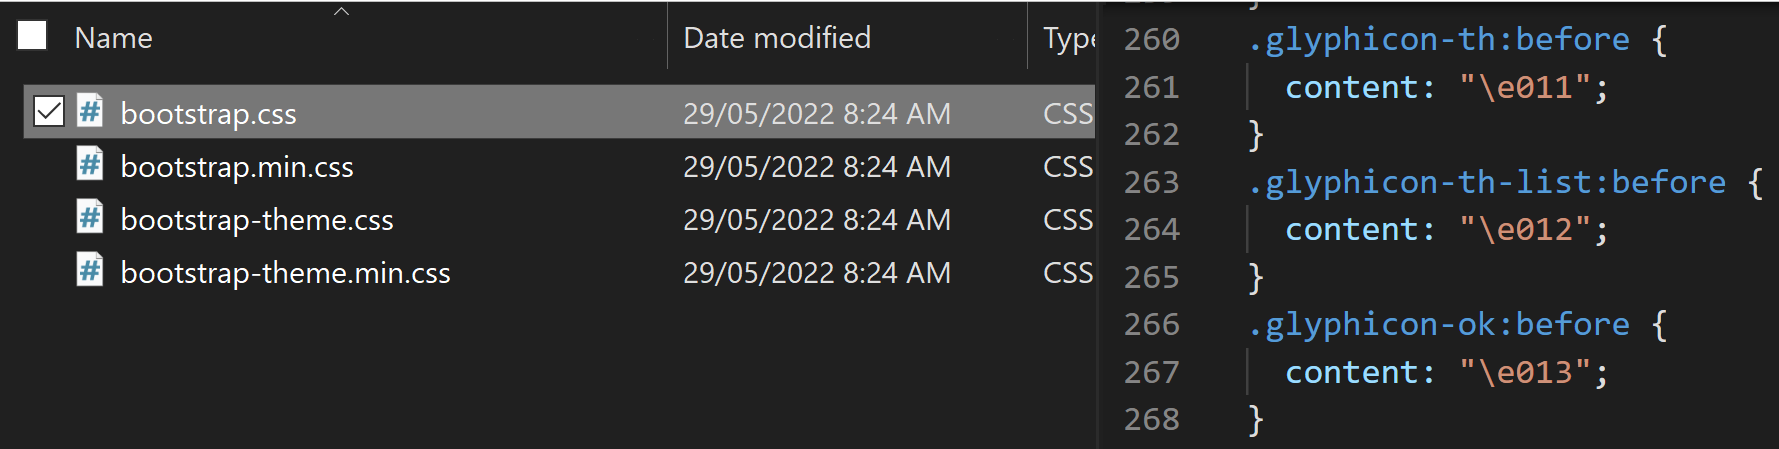 Name Date modified Type
bootstrap.css 29/05/2022 8:24 AM CSS
bootstrap.min.css 29/05/2022 8:24 AM CSS
bootstrap-theme.css 29/05/2022 8:24 AM CSS
bootstrap-theme.min.css 29/05/2022 8:24 AM CSS
260 .glyphicon-th:before {
261 content: "\e011";
262 }
263 .glyphicon-th-list:before {
264 content: "\e012";
265 }
266 .glyphicon-ok:before {
267 content: "\e013";
268 }